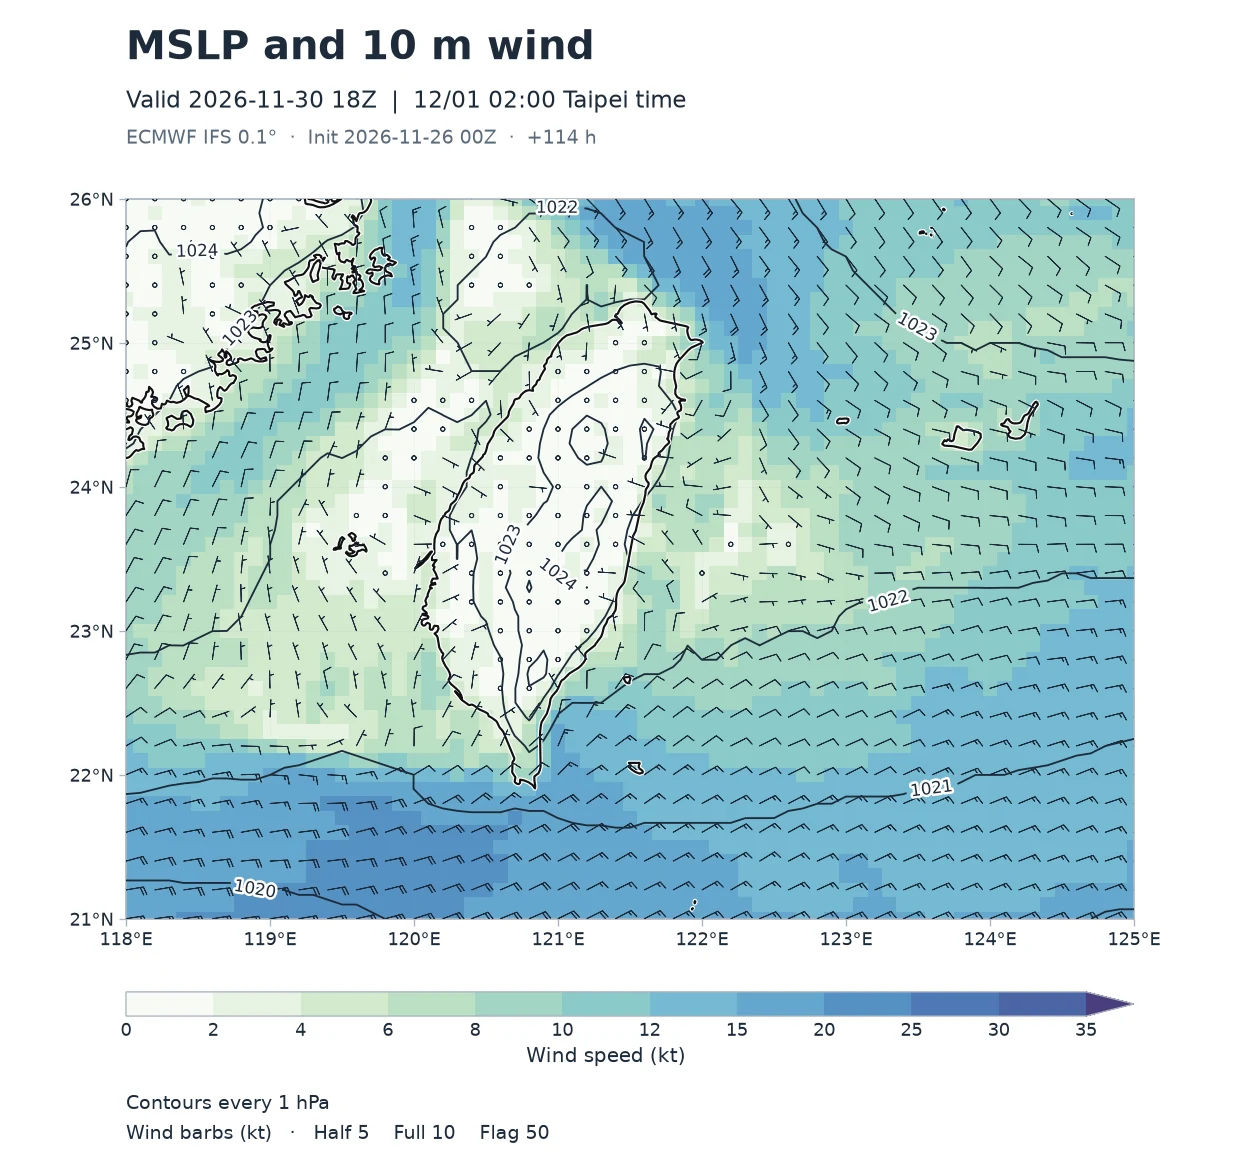 MSLP and 10 m wind
Valid 2026-11-30 18Z | 12/01 02:00 Taipei time
ECMWF IFS 0.1° · Init 2026-11-26 00Z · +114 h
26°N
25°N
24°N
23°N
22°N
21°N
1022
1024
1023
1023
1023
1024
1022
1021
1020
118°E 119°E 120°E 121°E 122°E 123°E 124°E 125°E
0 2 4 6 8 10 12 15 20 25 30 35
Wind speed (kt)
Contours every 1 hPa
Wind barbs (kt) · Half 5 Full 10 Flag 50